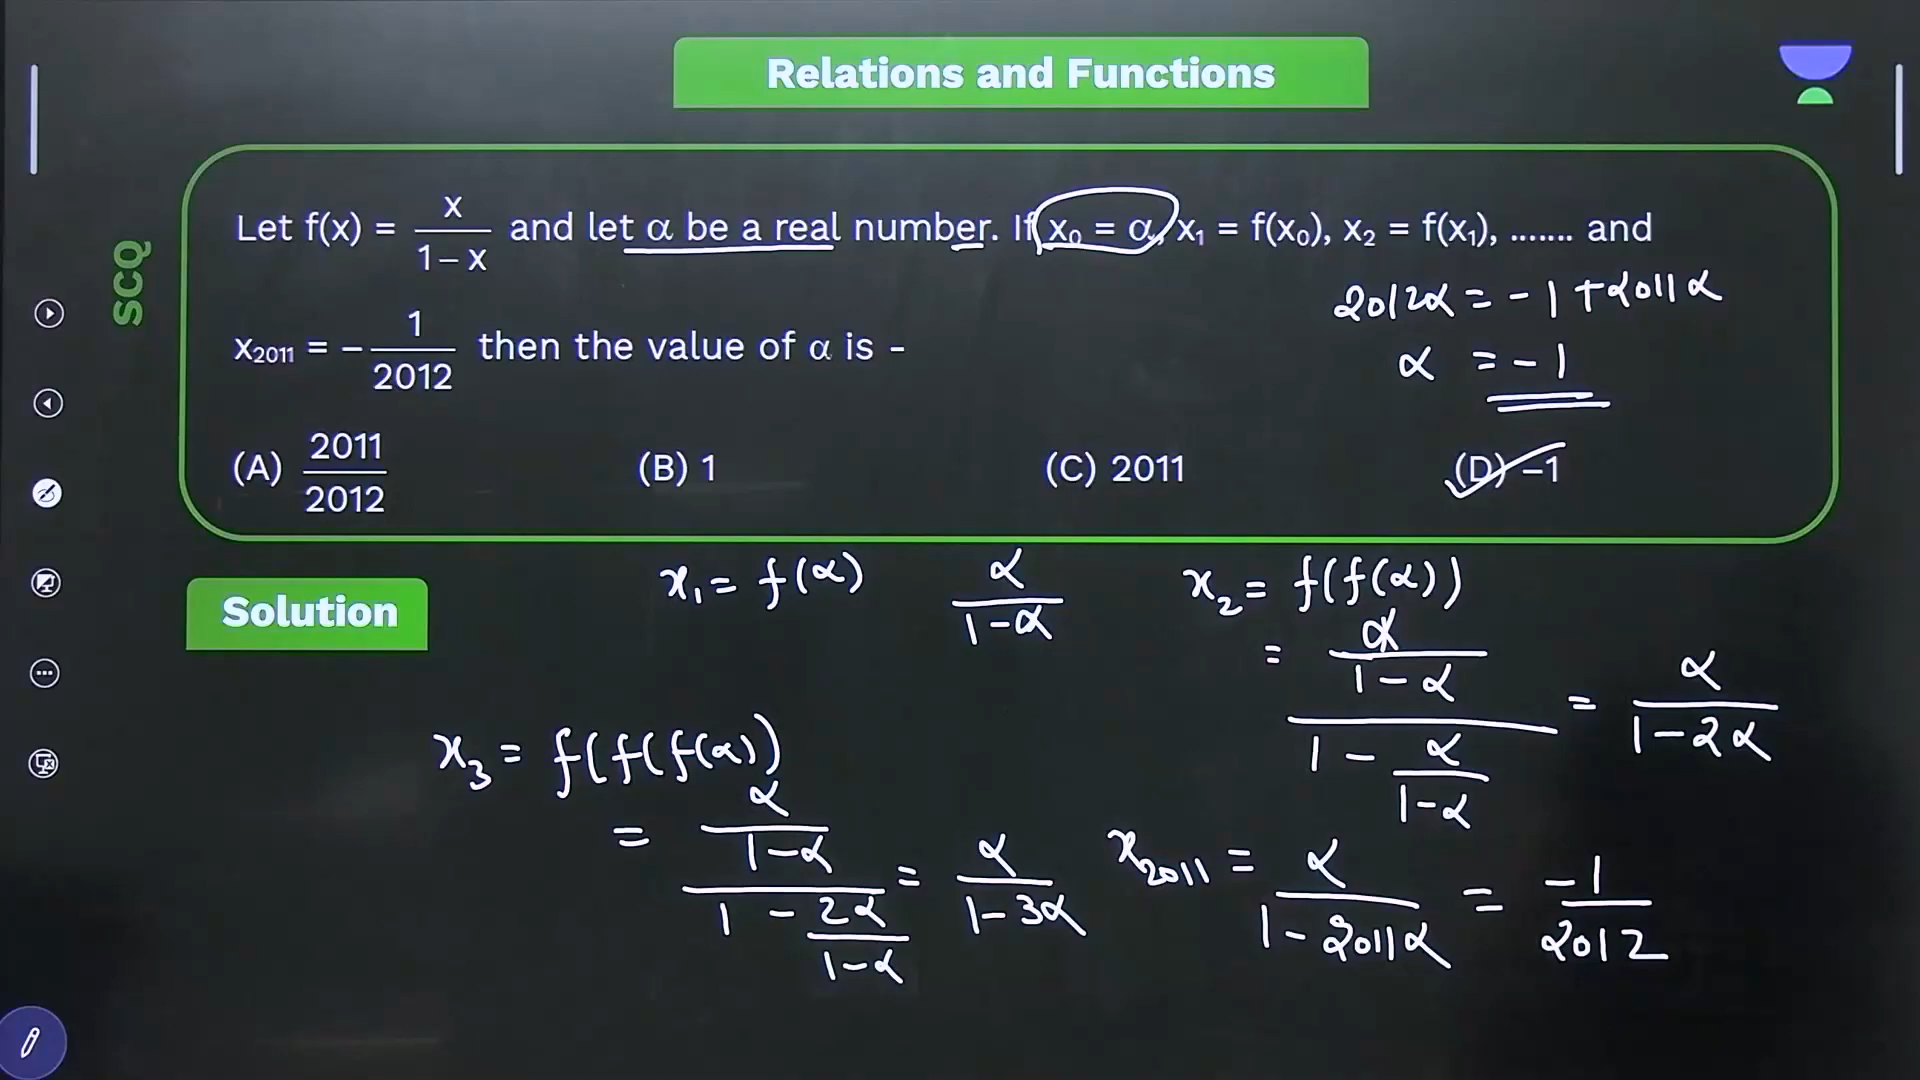 Relations and Functions
SCQ
Let f(x) = x/(1–x) and let α be a real number. If x₀ = α, x₁ = f(x₀), x₂ = f(x₁), ....... and
x₂₀₁₁ = –1/2012 then the value of α is -
2012α = -1 + 2011α
α = -1
(A) 2011/2012 (B) 1 (C) 2011 (D) –1
Solution
x₁ = f(α) α/(1-α)
x₂ = f(f(α))
= (α/(1-α))/(1 - α/(1-α)) = α/(1-2α)
x₃ = f(f(f(α))
= (α/(1-α))/(1 - 2α/(1-α)) = α/(1-3α)
x₂₀₁₁ = α/(1-2011α) = -1/2012